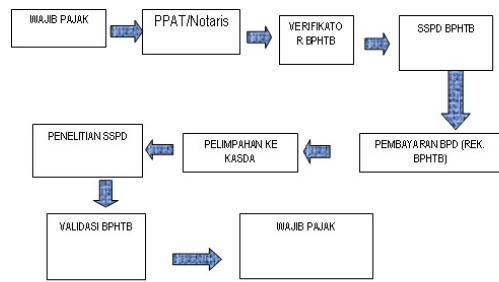 WAJIB PAJAK
PPAT/Notaris
VERIFIKATO
R BPHTB
SSPD BPHTB
PEMBAYARAN BPD (REK.
BPHTB)
PELIMPAHAN KE
KASDA
PENELITIAN SSPD
VALIDASI BPHTB
WAJIB PAJAK